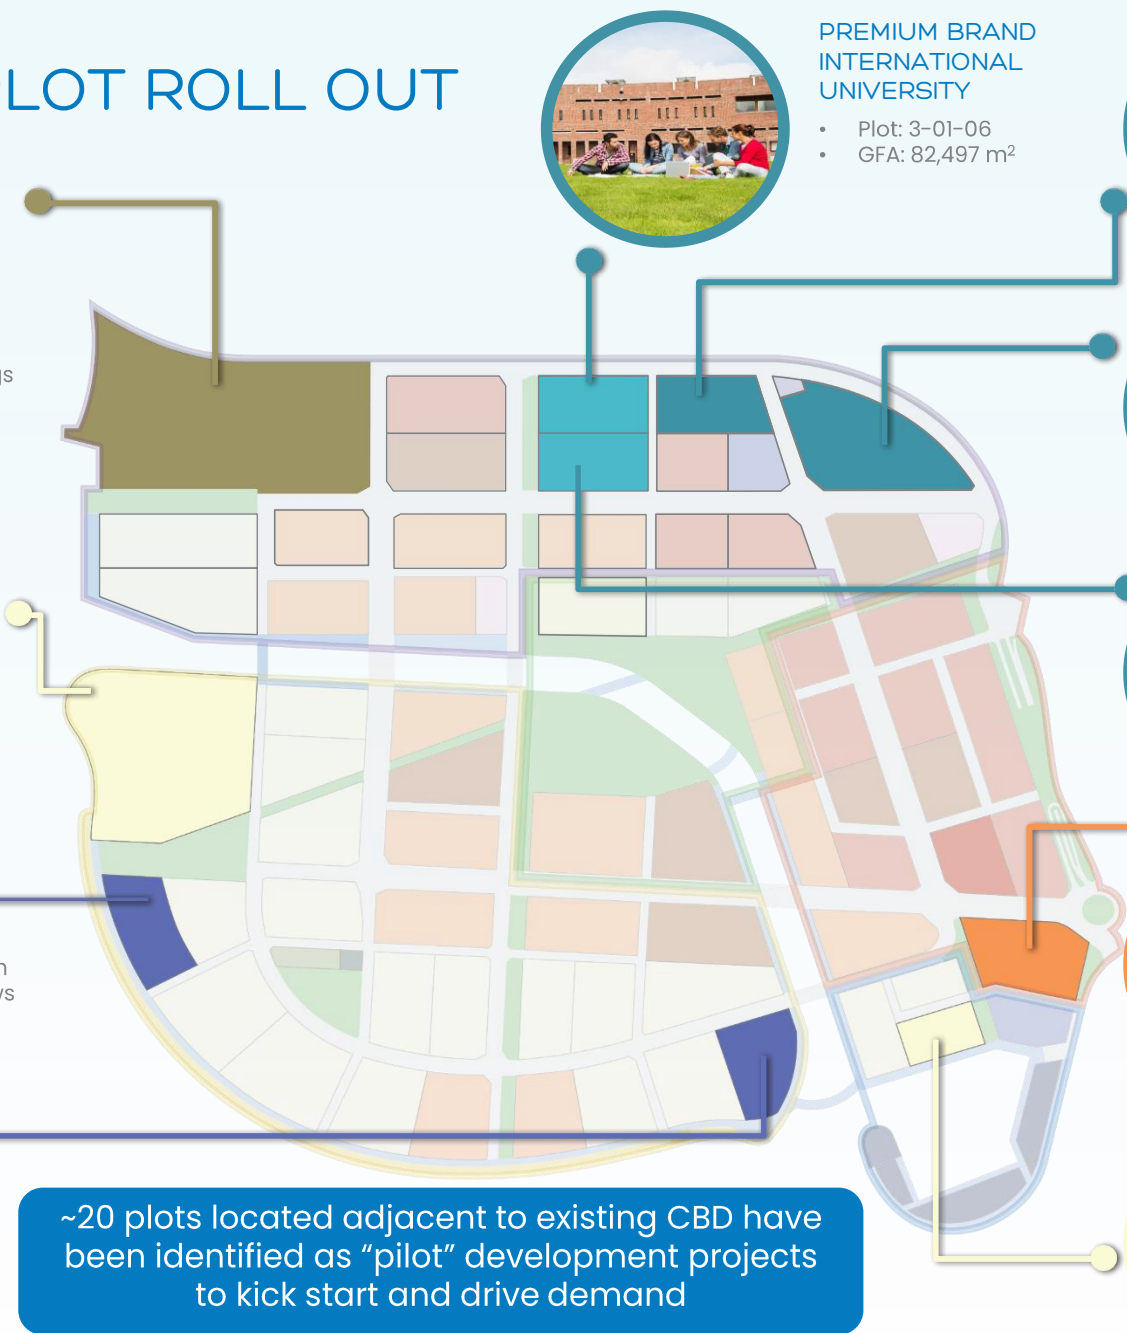 LOT ROLL OUT
PREMIUM BRAND
INTERNATIONAL
UNIVERSITY
• Plot: 3-01-06
• GFA: 82,497 m²
~20 plots located adjacent to existing CBD have
been identified as “pilot” development projects
to kick start and drive demand